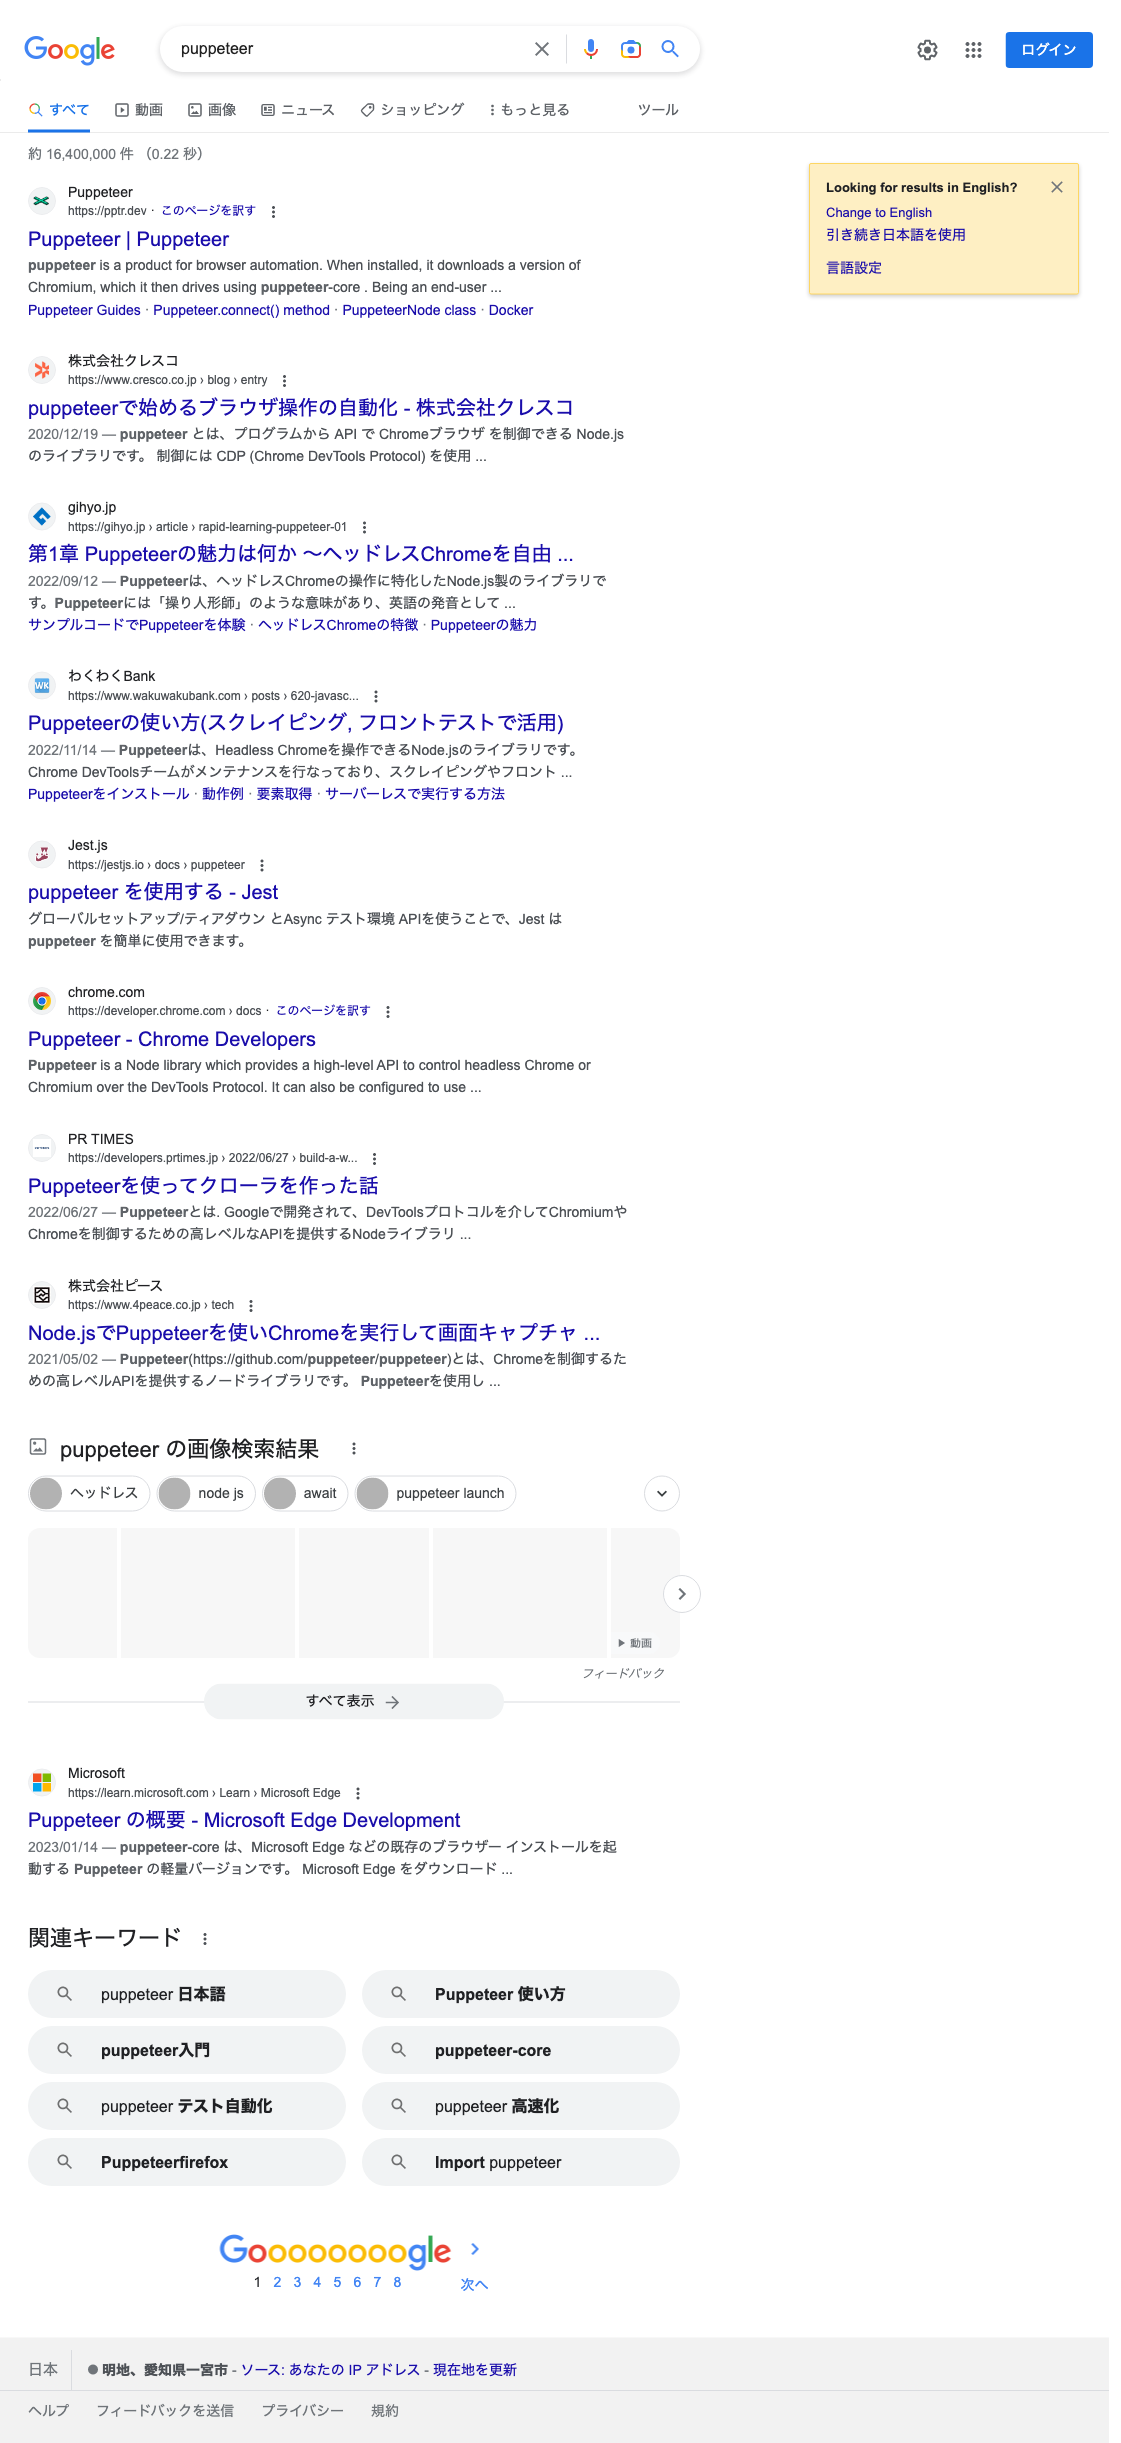 Google
puppeteer
ログイン
すべて 動画 画像 ニュース ショッピング もっと見る ツール
約 16,400,000 件 (0.22 秒)
Looking for results in English?
Change to English
引き続き日本語を使用
言語設定
Puppeteer
https://pptr.dev · このページを訳す
Puppeteer | Puppeteer
puppeteer is a product for browser automation. When installed, it downloads a version of
Chromium, which it then drives using puppeteer-core . Being an end-user ...
Puppeteer Guides · Puppeteer.connect() method · PuppeteerNode class · Docker
株式会社クレスコ
https://www.cresco.co.jp › blog › entry
puppeteerで始めるブラウザ操作の自動化 - 株式会社クレスコ
2020/12/19 — puppeteer とは、プログラムから API で Chromeブラウザ を制御できる Node.js
のライブラリです。 制御には CDP (Chrome DevTools Protocol) を使用 ...
gihyo.jp
https://gihyo.jp › article › rapid-learning-puppeteer-01
第1章 Puppeteerの魅力は何か ～ヘッドレスChromeを自由 ...
2022/09/12 — Puppeteerは、ヘッドレスChromeの操作に特化したNode.js製のライブラリで
す。Puppeteerには「操り人形師」のような意味があり、英語の発音として ...
サンプルコードでPuppeteerを体験 · ヘッドレスChromeの特徴 · Puppeteerの魅力
WK
わくわくBank
https://www.wakuwakubank.com › posts › 620-javasc...
Puppeteerの使い方(スクレイピング, フロントテストで活用)
2022/11/14 — Puppeteerは、Headless Chromeを操作できるNode.jsのライブラリです。
Chrome DevToolsチームがメンテナンスを行なっており、スクレイピングやフロント ...
Puppeteerをインストール · 動作例 · 要素取得 · サーバーレスで実行する方法
Jest.js
https://jestjs.io › docs › puppeteer
puppeteer を使用する - Jest
グローバルセットアップ/ティアダウン とAsync テスト環境 APIを使うことで、Jest は
puppeteer を簡単に使用できます。
chrome.com
https://developer.chrome.com › docs · このページを訳す
Puppeteer - Chrome Developers
Puppeteer is a Node library which provides a high-level API to control headless Chrome or
Chromium over the DevTools Protocol. It can also be configured to use ...
PR TIMES
https://developers.prtimes.jp › 2022/06/27 › build-a-w...
Puppeteerを使ってクローラを作った話
2022/06/27 — Puppeteerとは. Googleで開発されて、DevToolsプロトコルを介してChromiumや
Chromeを制御するための高レベルなAPIを提供するNodeライブラリ ...
株式会社ピース
https://www.4peace.co.jp › tech
Node.jsでPuppeteerを使いChromeを実行して画面キャプチャ ...
2021/05/02 — Puppeteer(https://github.com/puppeteer/puppeteer)とは、Chromeを制御するた
めの高レベルAPIを提供するノードライブラリです。 Puppeteerを使用し ...
puppeteer の画像検索結果
ヘッドレス node js await puppeteer launch
動画
フィードバック
すべて表示
Microsoft
https://learn.microsoft.com › Learn › Microsoft Edge
Puppeteer の概要 - Microsoft Edge Development
2023/01/14 — puppeteer-core は、Microsoft Edge などの既存のブラウザー インストールを起
動する Puppeteer の軽量バージョンです。 Microsoft Edge をダウンロード ...
関連キーワード
puppeteer 日本語 Puppeteer 使い方
puppeteer入門 puppeteer-core
puppeteer テスト自動化 puppeteer 高速化
Puppeteerfirefox Import puppeteer
Goooooooogle
1 2 3 4 5 6 7 8 次へ
日本 明地、愛知県一宮市 - ソース: あなたの IP アドレス - 現在地を更新
ヘルプ フィードバックを送信 プライバシー 規約